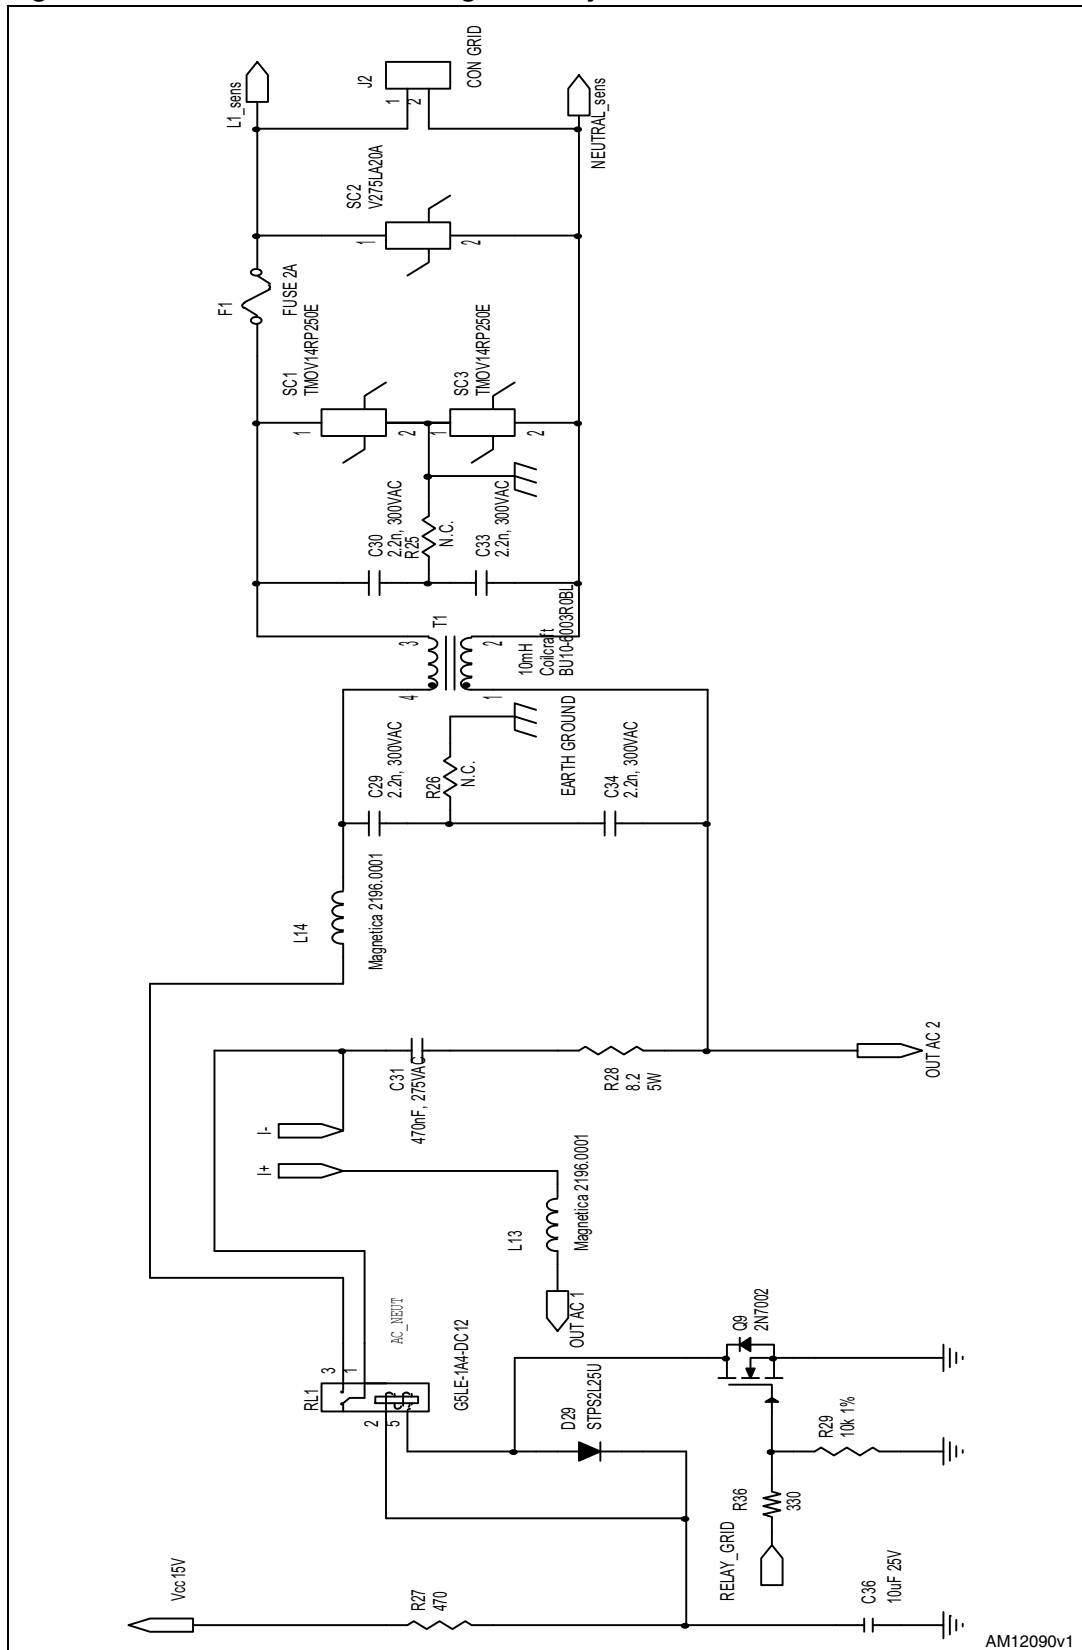 L1_sens
J2
CON GRID
1
2
NEUTRAL_sens
SC2
V275LA20A
1
2
F1
FUSE 2A
SC1
TMOV14RP250E
1
2
SC3
TMOV14RP250E
1
2
C30
2.2n, 300VAC
R25
N.C.
C33
2.2n, 300VAC
T1
3
4
2
1
10mH
Coilcraft
BU10-6003R0BL
C29
2.2n, 300VAC
R26
N.C.
EARTH GROUND
C34
2.2n, 300VAC
L14
Magnetica 2196.0001
C31
470nF, 275VAC
R28
8.2
5W
OUT AC 2
I-
I+
L13
Magnetica 2196.0001
OUT AC 1
AC_NEUT
RL1
3
1
2
5
G5LE-1A4-DC12
D29
STPS2L25U
Q9
2N7002
R29
10k 1%
R36
330
RELAY_GRID
Vcc15V
R27
470
C36
10uF 25V
AM12090v1